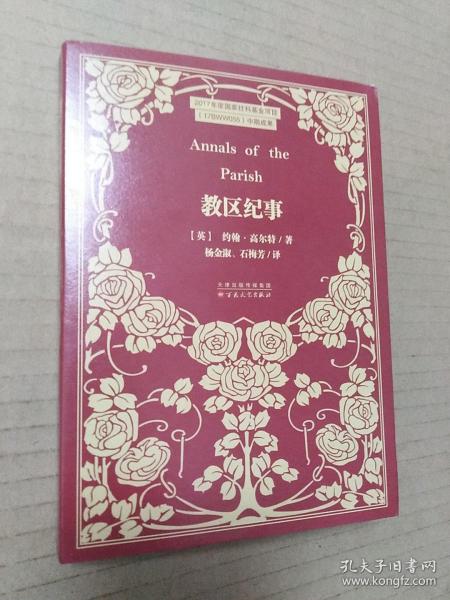 2017年度国家社科基金项目
（17BWW055）中期成果
Annals of the
Parish
教区纪事
［英］ 约翰·高尔特/著
杨金淑、石梅芳/译
天津出版传媒集团
百花文艺出版社
孔夫子旧书网
www.kongfz.com